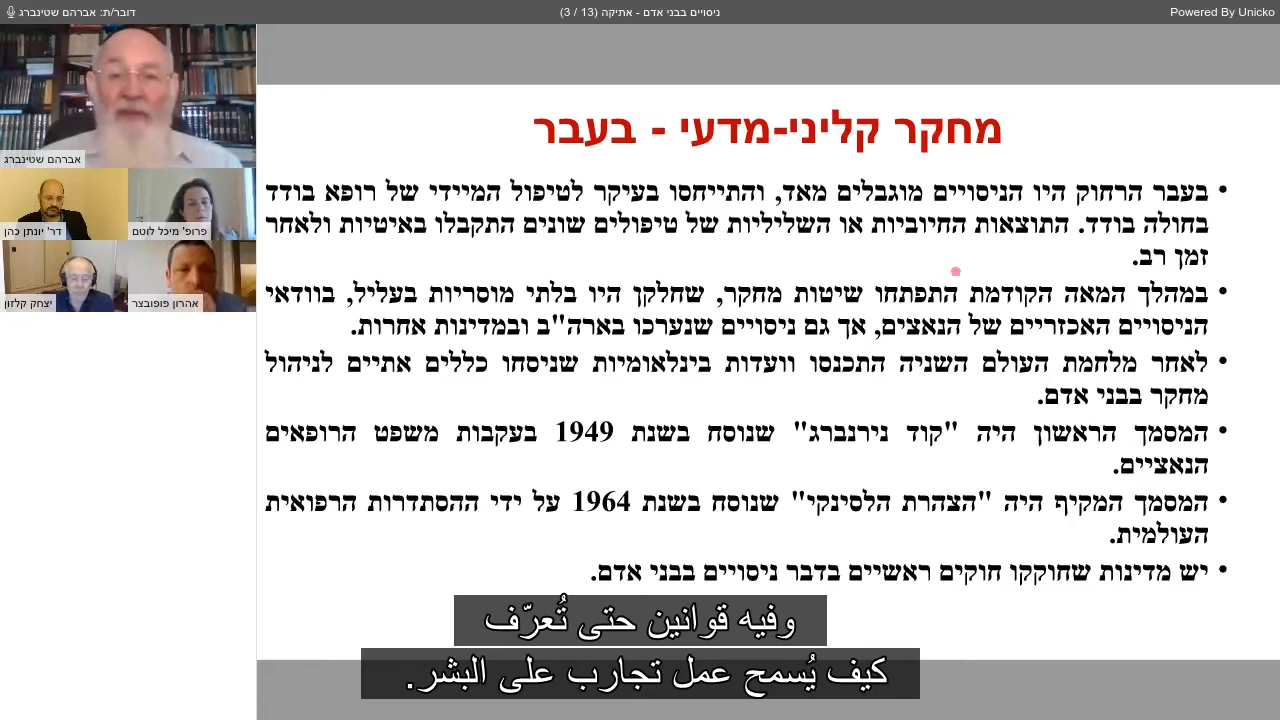 דובר/ת: אברהם שטינברג
ניסויים בבני אדם - אתיקה (13 / 3)
Powered By Unicko
אברהם שטינברג
דר' יונתן כהן
פרופ' מיכל לוטם
יצחק קלזון
אהרון פופובצר
מחקר קליני-מדעי - בעבר
• בעבר הרחוק היו הניסויים מוגבלים מאד, והתייחסו בעיקר לטיפול המיידי של רופא בודד
בחולה בודד. התוצאות החיוביות או השליליות של טיפולים שונים התקבלו באיטיות ולאחר
זמן רב.
• במהלך המאה הקודמת התפתחו שיטות מחקר, שחלקן היו בלתי מוסריות בעליל, בוודאי
הניסויים האכזריים של הנאצים, אך גם ניסויים שנערכו בארה"ב ובמדינות אחרות.
• לאחר מלחמת העולם השניה התכנסו וועדות בינלאומיות שניסחו כללים אתיים לניהול
מחקר בבני אדם.
• המסמך הראשון היה "קוד נירנברג" שנוסח בשנת 1949 בעקבות משפט הרופאים
הנאציים.
• המסמך המקיף היה "הצהרת הלסינקי" שנוסח בשנת 1964 על ידי ההסתדרות הרפואית
העולמית.
• יש מדינות שחוקקו חוקים ראשיים בדבר ניסויים בבני אדם.
وفيه قوانين حتى تُعرّف
كيف يُسمح عمل تجارب على البشر.